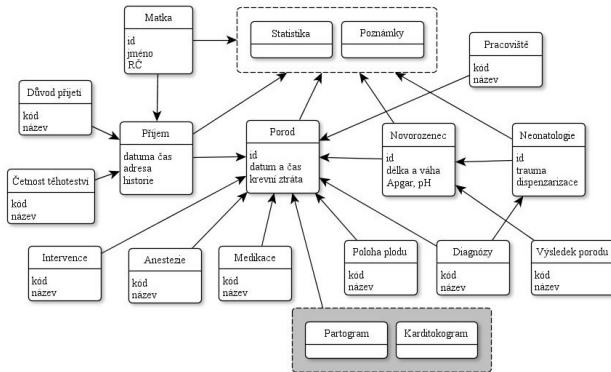 Matka
id
jméno
RČ
Statistika
Poznámky
Pracoviště
kód
název
Důvod přijetí
kód
název
Příjem
datuma čas
adresa
historie
Porod
id
datum a čas
krevní ztráta
Novorozenec
id
délka a váha
Apgar, pH
Neonatologie
id
trauma
dispenzarizace
Četnost těhoteství
kód
název
Intervence
kód
název
Anestezie
kód
název
Medikace
kód
název
Poloha plodu
kód
název
Diagnózy
kód
název
Výsledek porodu
kód
název
Partogram
Karditokogram